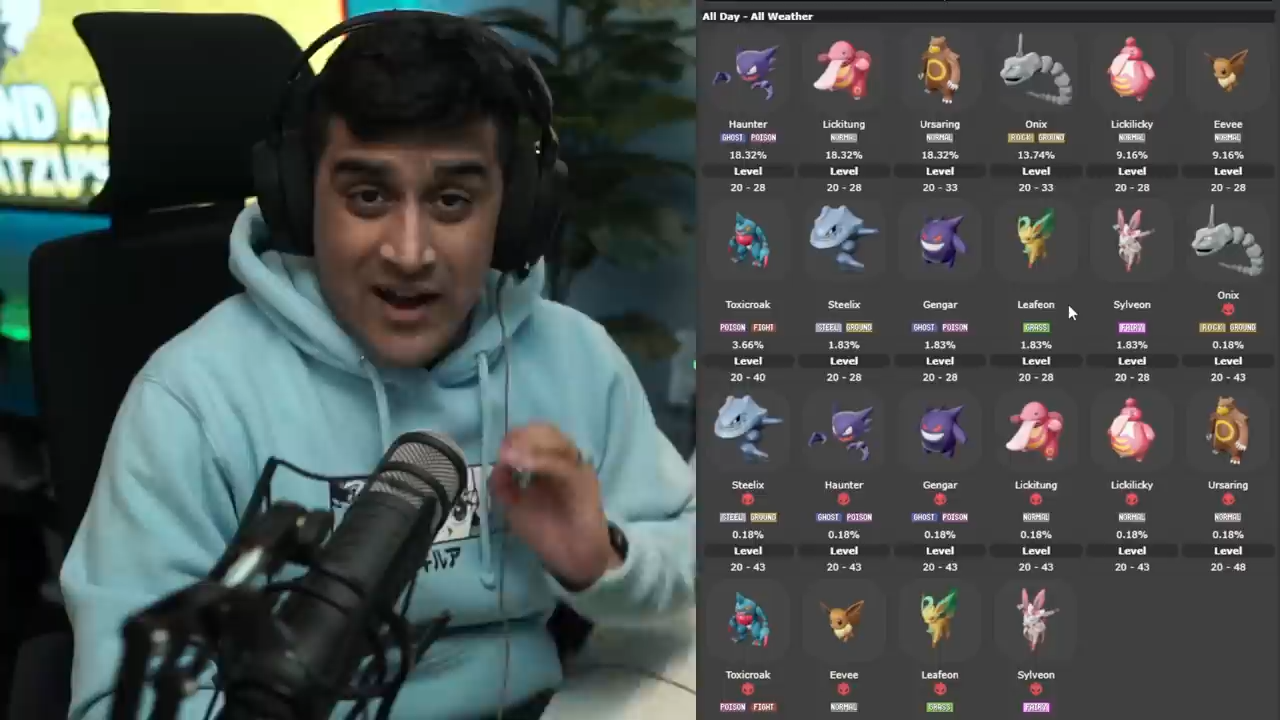 ND A
ATZU
ィルア
All Day - All Weather
Haunter Lickitung Ursaring Onix Lickilicky Eevee
GHOST POISON NORMAL NORMAL ROCK GROUND NORMAL NORMAL
18.32% 18.32% 18.32% 13.74% 9.16% 9.16%
Level Level Level Level Level Level
20 - 28 20 - 28 20 - 33 20 - 33 20 - 28 20 - 28
Toxicroak Steelix Gengar Leafeon Sylveon Onix
POISON FIGHT STEEL GROUND GHOST POISON GRASS FAIRY ROCK GROUND
3.66% 1.83% 1.83% 1.83% 1.83% 0.18%
Level Level Level Level Level Level
20 - 40 20 - 28 20 - 28 20 - 28 20 - 28 20 - 43
Steelix Haunter Gengar Lickitung Lickilicky Ursaring
STEEL GROUND GHOST POISON GHOST POISON NORMAL NORMAL NORMAL
0.18% 0.18% 0.18% 0.18% 0.18% 0.18%
Level Level Level Level Level Level
20 - 43 20 - 43 20 - 43 20 - 43 20 - 43 20 - 48
Toxicroak Eevee Leafeon Sylveon
POISON FIGHT NORMAL GRASS FAIRY